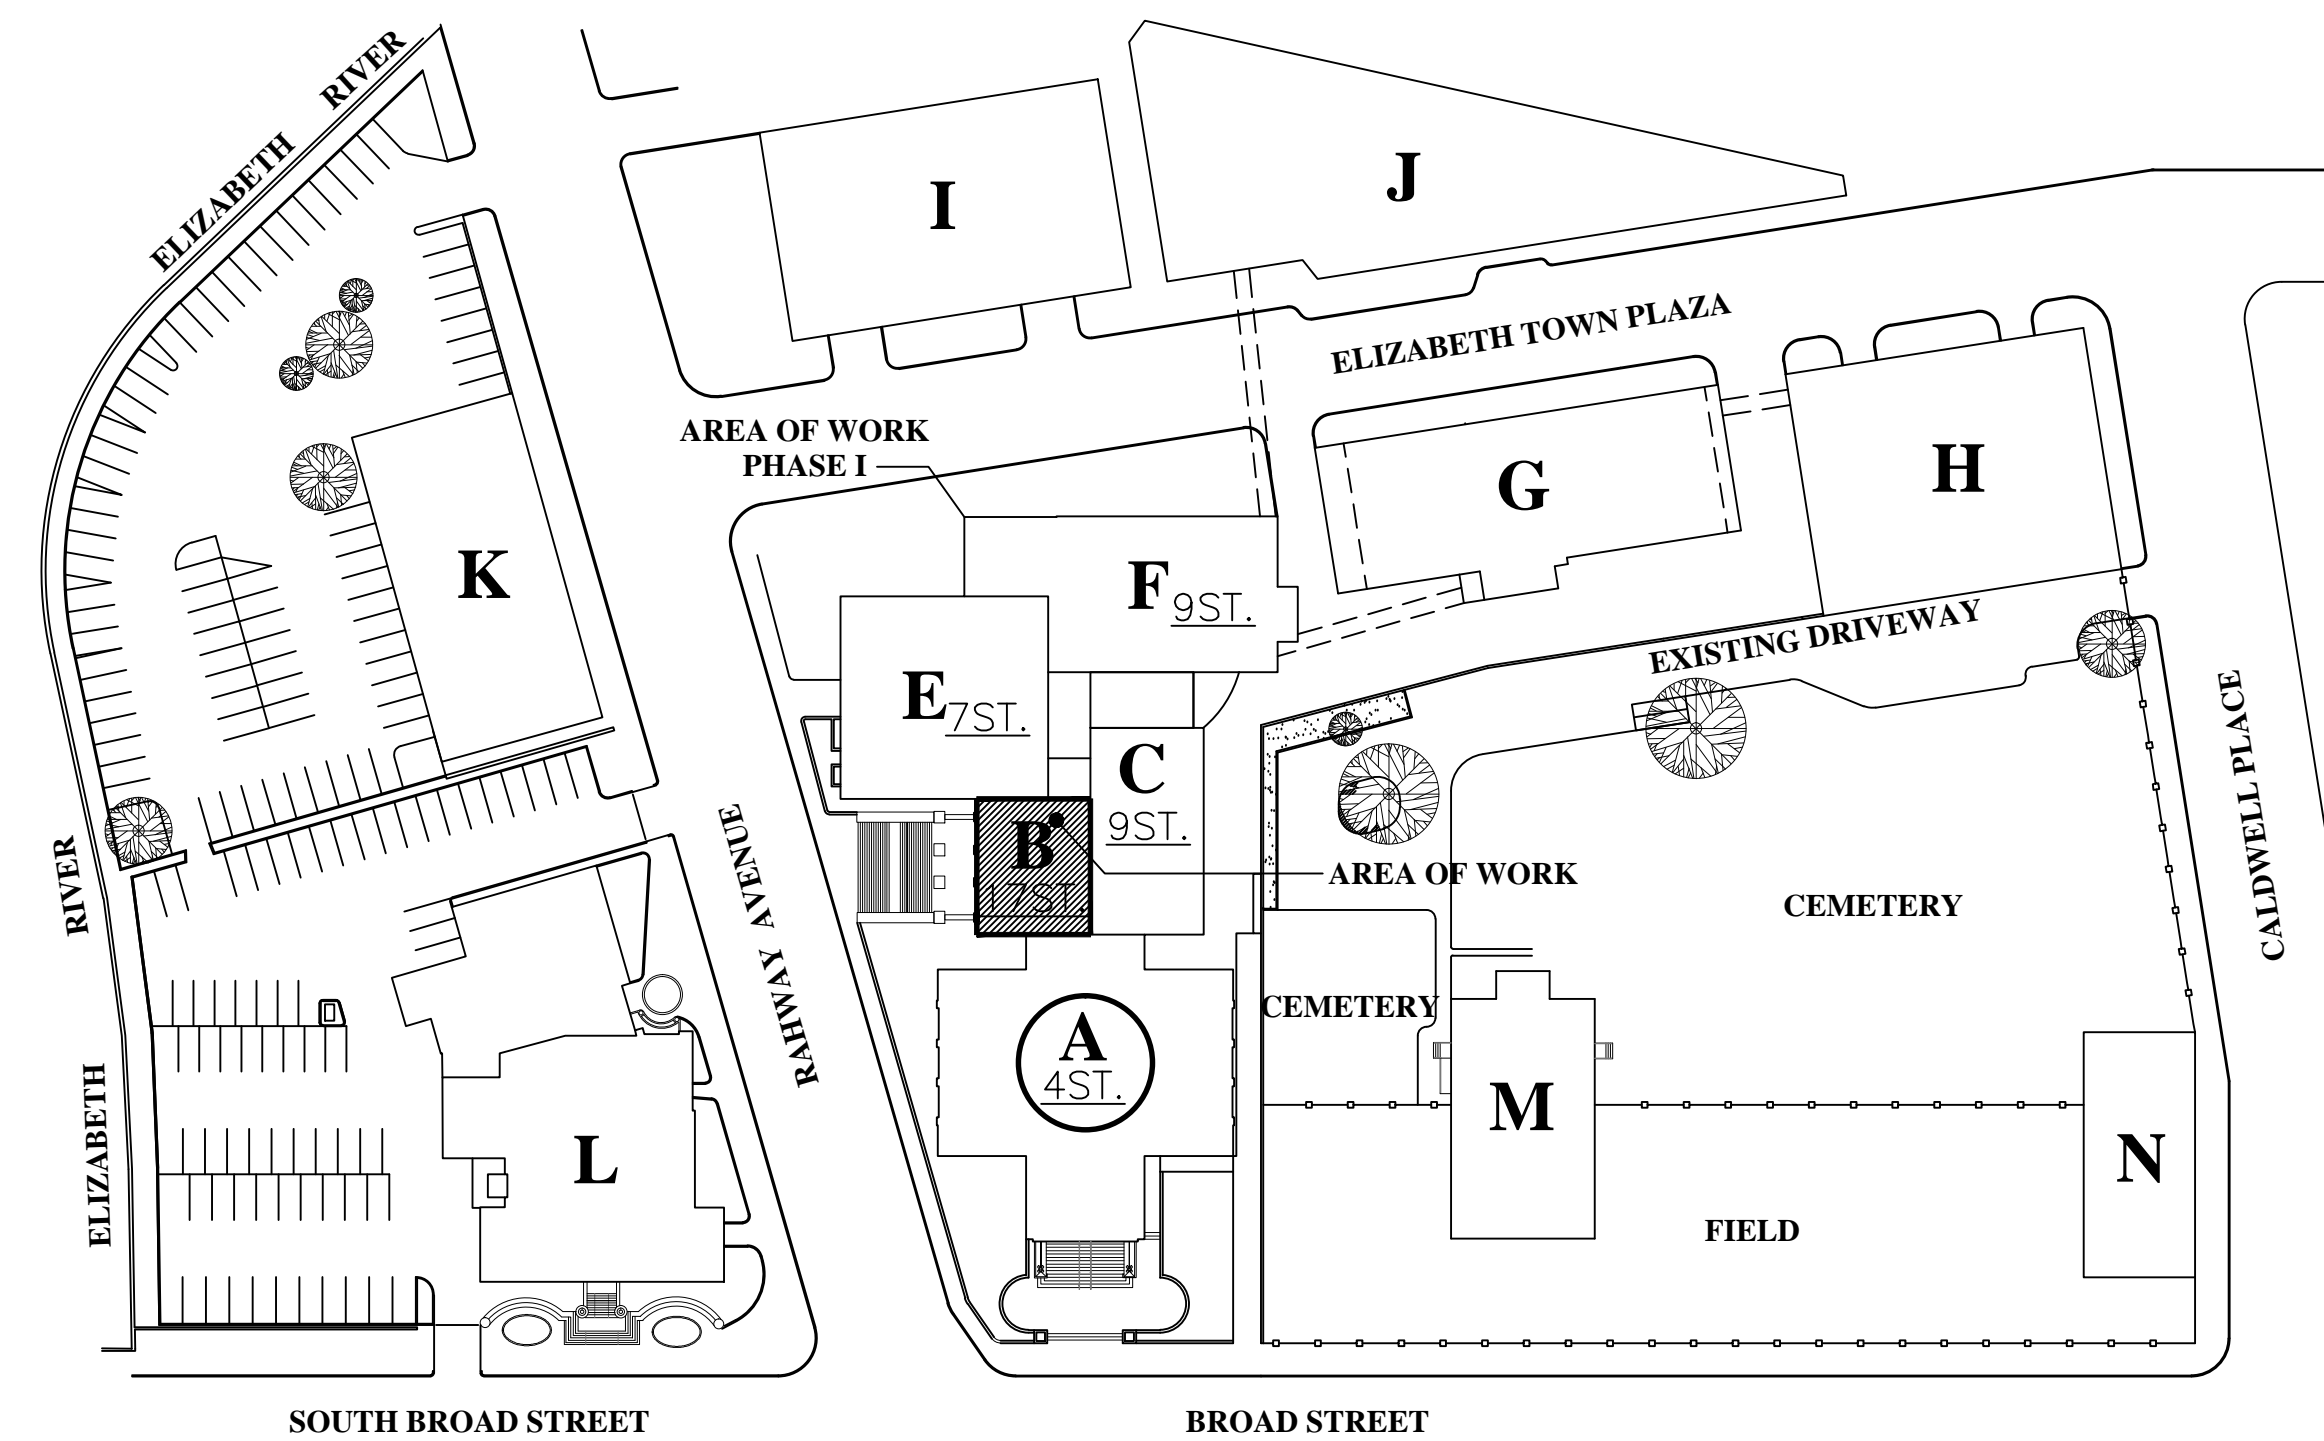 ELIZABETH RIVER
I
J
ELIZABETH TOWN PLAZA
AREA OF WORK
PHASE I
G
H
K
F 9ST.
EXISTING DRIVEWAY
E 7ST.
C
9ST.
B
17ST.
AREA OF WORK
CEMETERY
CALDWELL PLACE
RAHWAY AVENUE
ELIZABETH RIVER
CEMETERY
A
4ST.
M
L
N
FIELD
SOUTH BROAD STREET
BROAD STREET